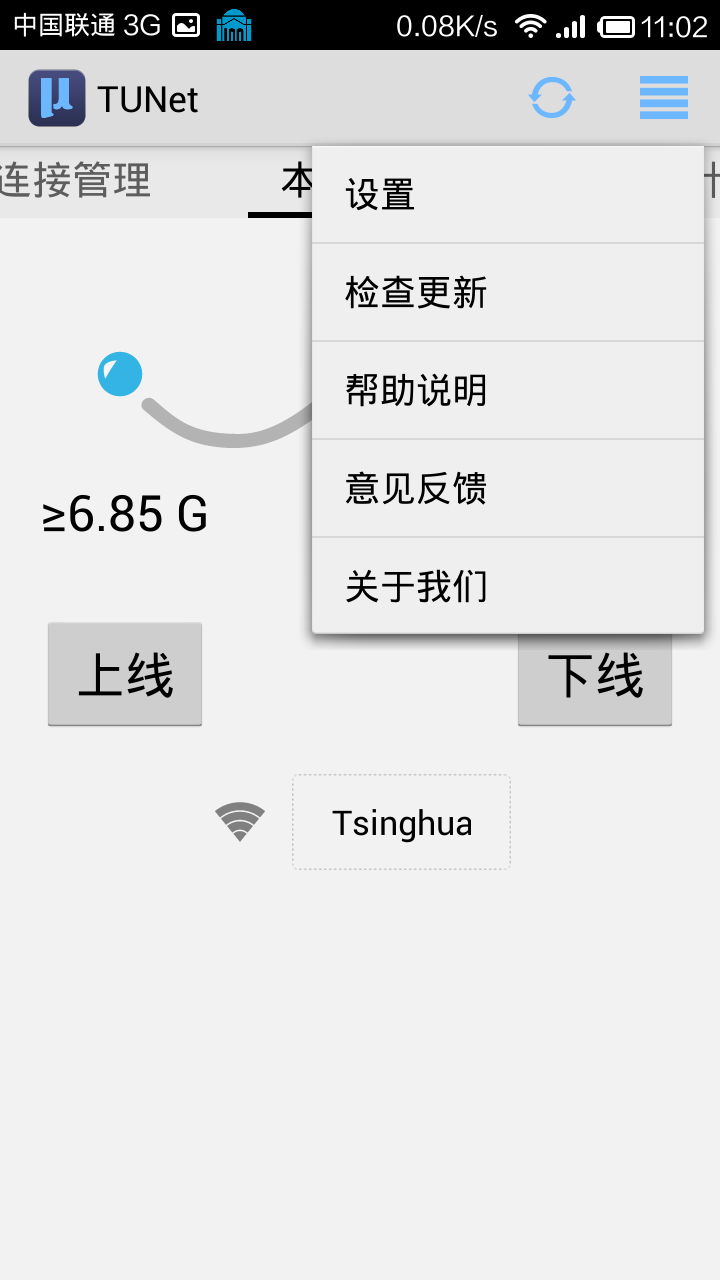 中国联通 3G 0.08K/s 11:02
TUNet
连接管理 本
设置
检查更新
帮助说明
意见反馈
关于我们
≥6.85 G
上线 下线
Tsinghua